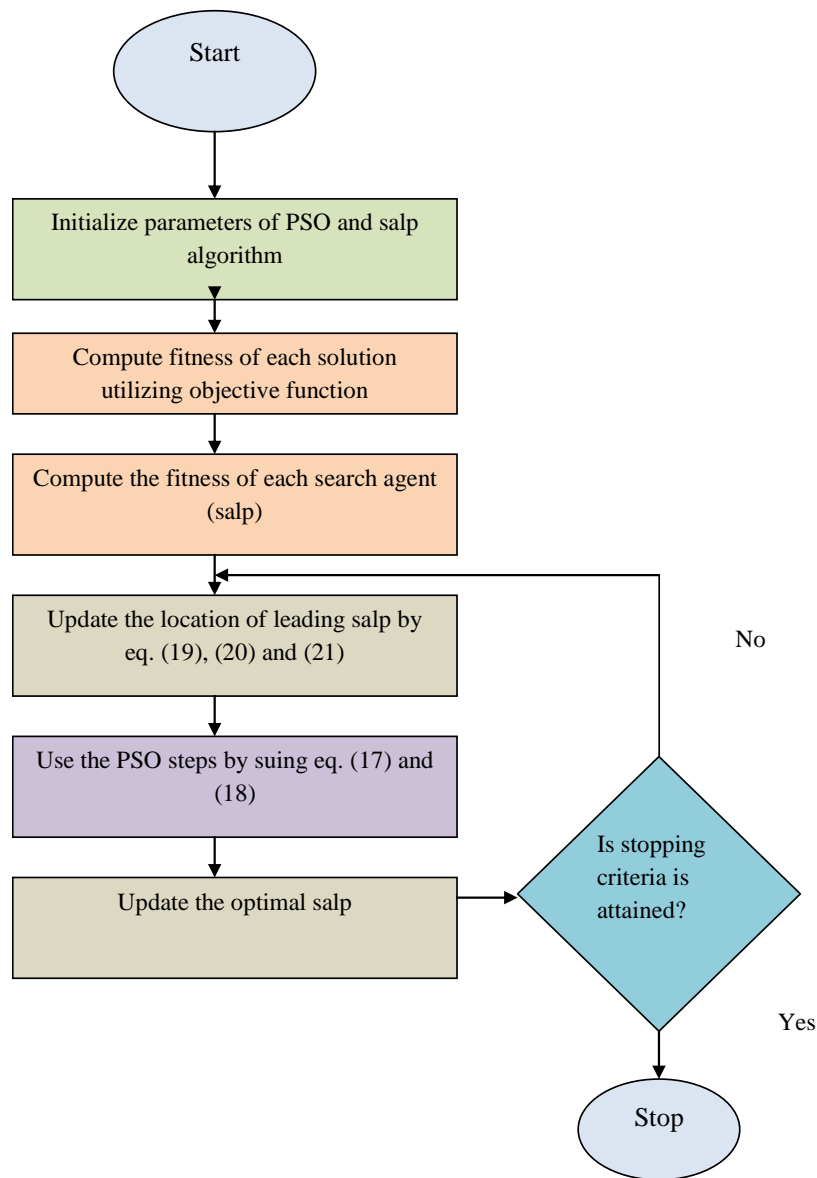 Start
Initialize parameters of PSO and salp
algorithm
Compute fitness of each solution
utilizing objective function
Compute the fitness of each search agent
(salp)
Update the location of leading salp by
eq. (19), (20) and (21)
No
Use the PSO steps by suing eq. (17) and
(18)
Is stopping
criteria is
attained?
Update the optimal salp
Yes
Stop